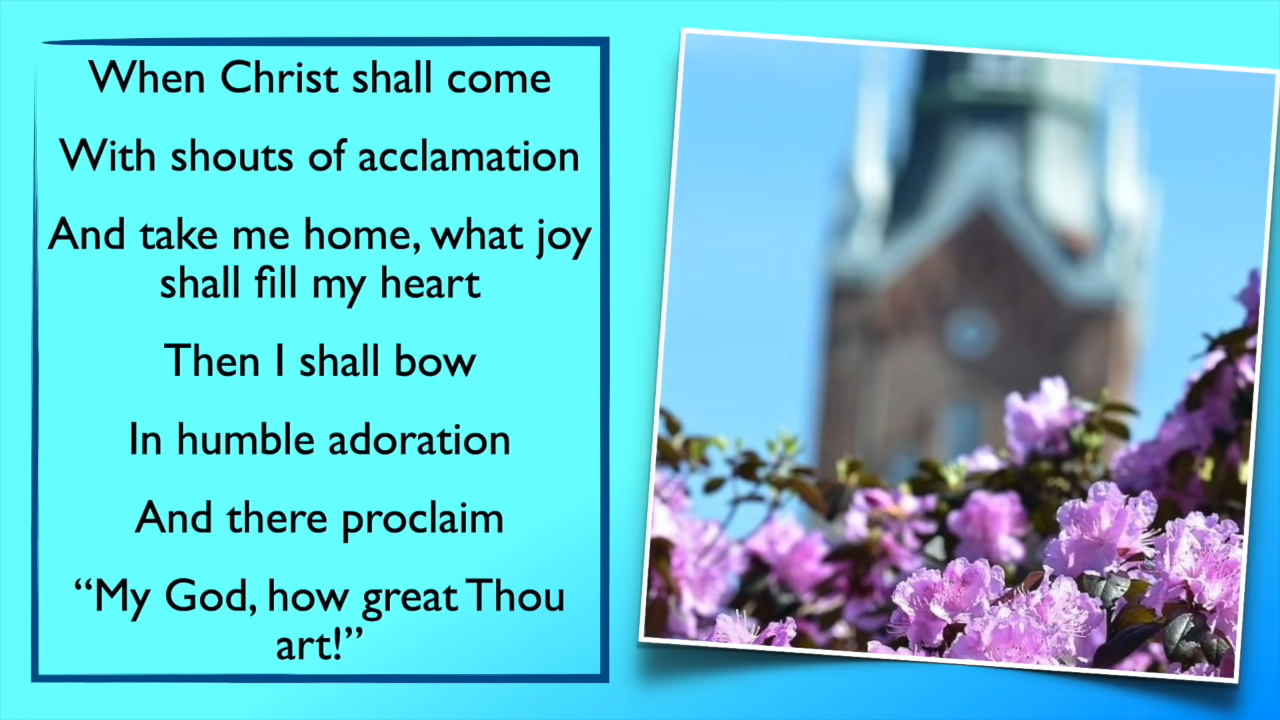 When Christ shall come
With shouts of acclamation
And take me home, what joy
shall fill my heart
Then I shall bow
In humble adoration
And there proclaim
“My God, how great Thou
art!”